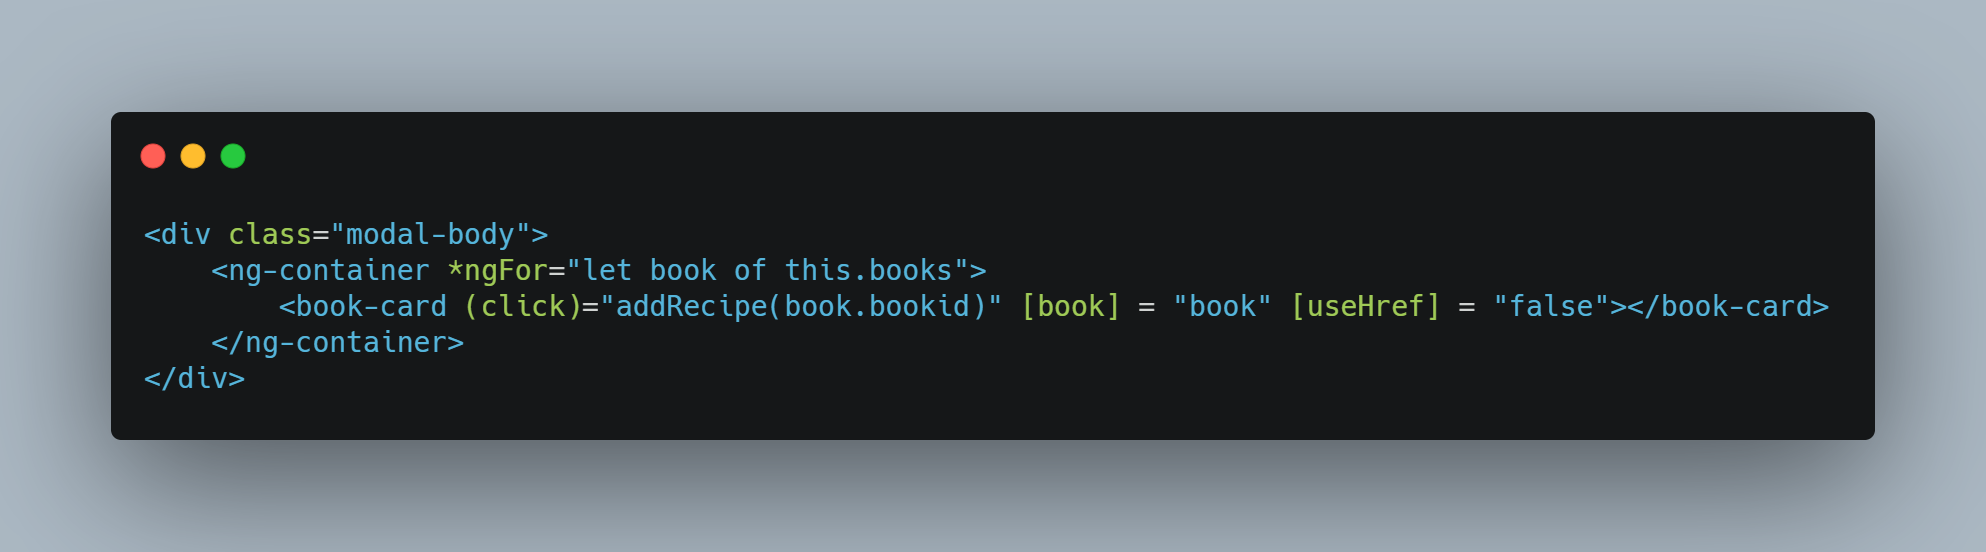 <div class="modal-body">
    <ng-container *ngFor="let book of this.books">
        <book-card (click)="addRecipe(book.bookid)" [book] = "book" [useHref] = "false"></book-card>
    </ng-container>
</div>